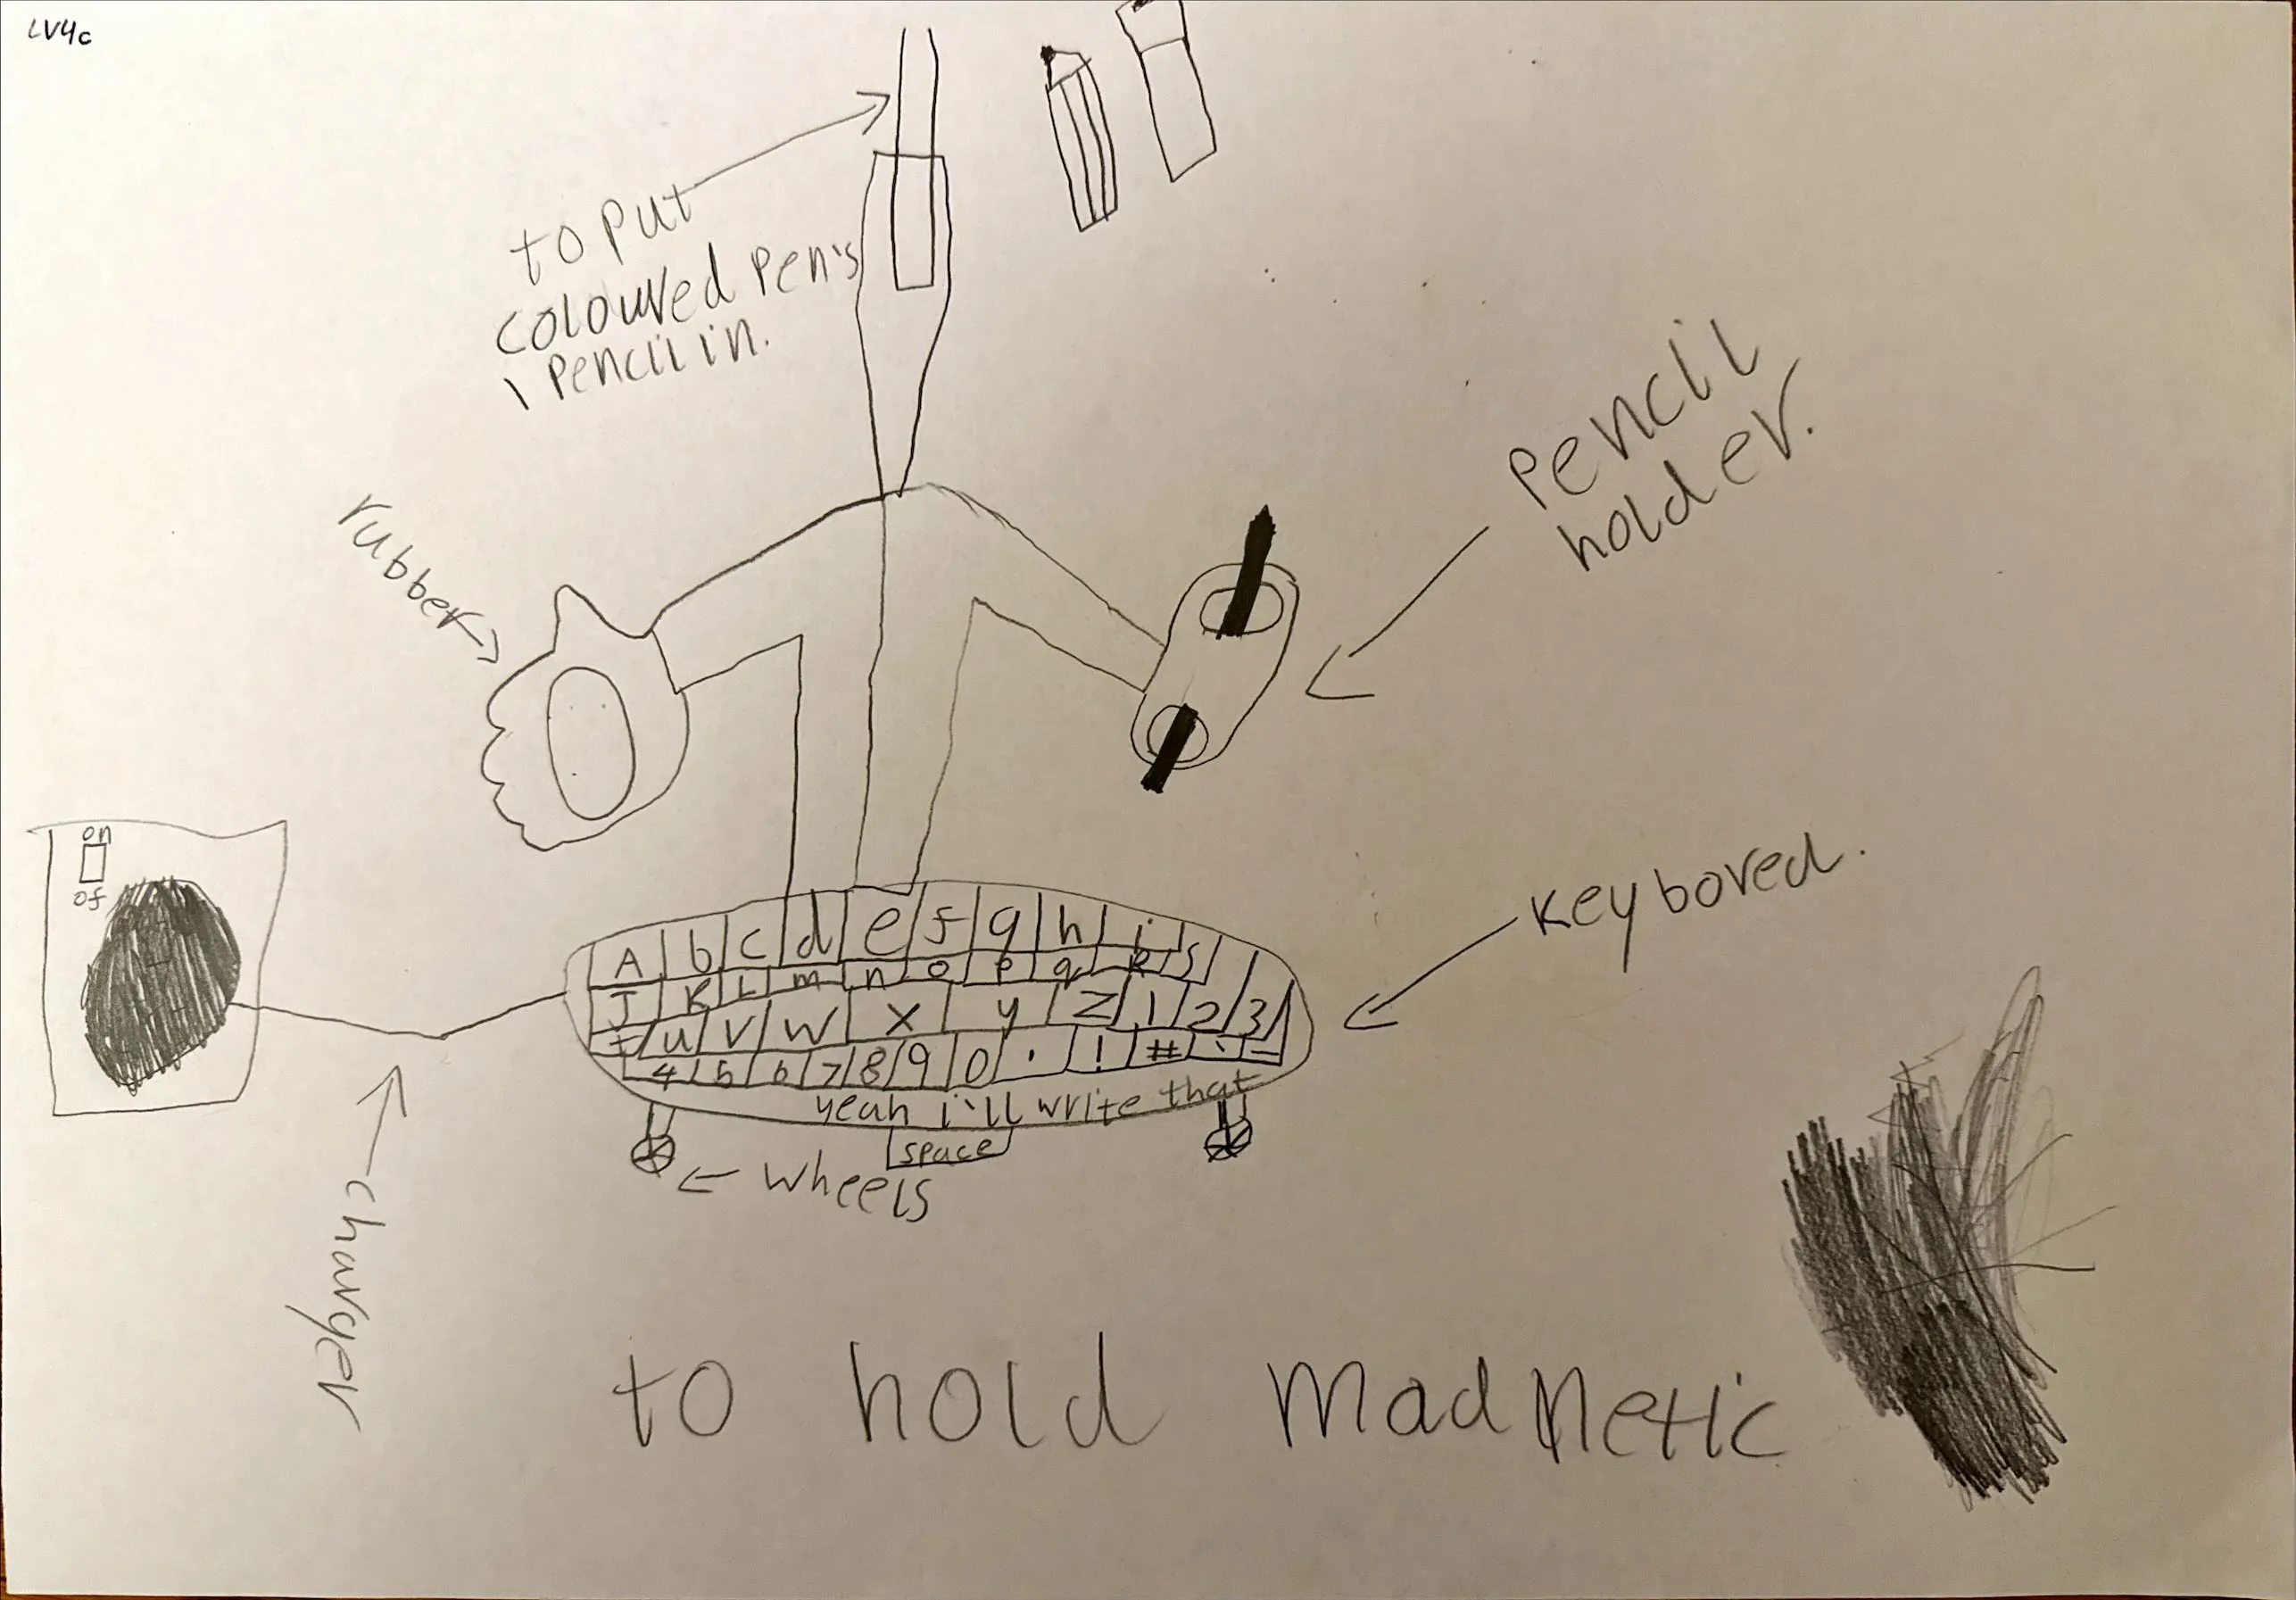 LV4c
to put
coloured pen's
\ pencil in.
pencil
holder.
rubber
on
of
keybored.
A b c d e f g h i s
J K L m n o p q R
t u v w x y z 1 2 3
4 5 6 7 8 9 0 . ! # ` -
yeah i'll write that
space
wheels
charger
to hold madnetic